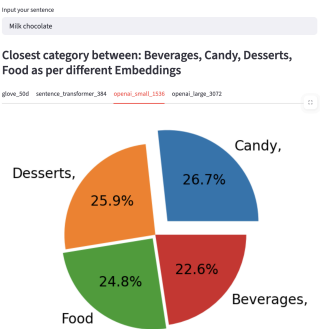 Input your sentence
Milk chocolate
Closest category between: Beverages, Candy, Desserts,
Food as per different Embeddings
glove_50d sentence_transformer_384 openai_small_1536 openai_large_3072
Candy,
26.7%
Desserts,
25.9%
24.8%
22.6%
Beverages,
Food